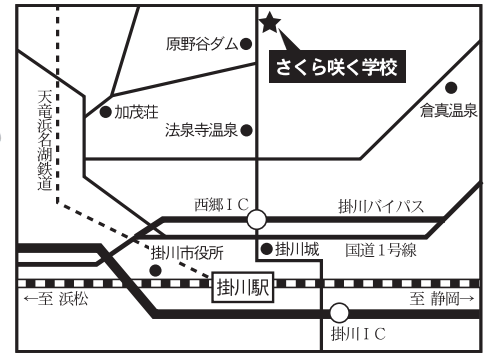 原野谷ダム
さくら咲く学校
天竜浜名湖鉄道
加茂荘
倉真温泉
法泉寺温泉
西郷ＩＣ
掛川バイパス
掛川市役所
掛川城
国道１号線
掛川駅
←至 浜松
至 静岡→
掛川ＩＣ